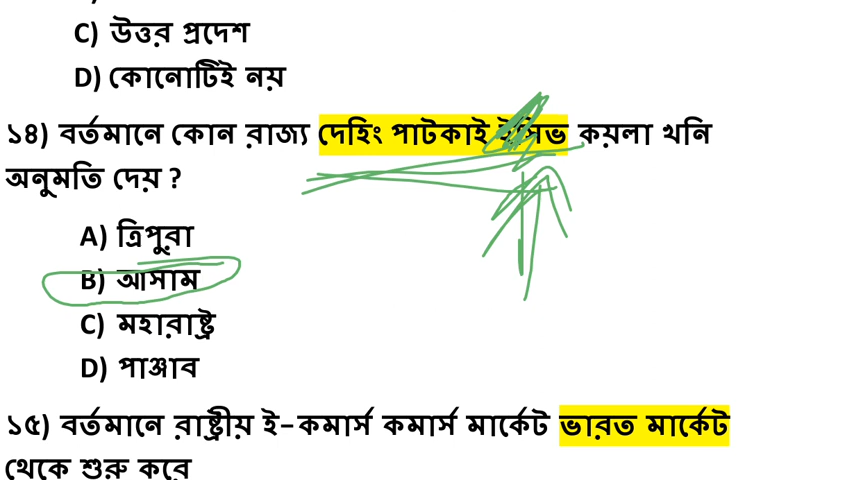 C) উত্তর প্রদেশ
D) কোনোটিই নয়
১৪) বর্তমানে কোন রাজ্য দেহিং পাটকাই ইলিভ কয়লা খনি
অনুমতি দেয় ?
A) ত্রিপুরা
B) আসাম
C) মহারাষ্ট্র
D) পাঞ্জাব
১৫) বর্তমানে রাষ্ট্রীয় ই-কমার্স কমার্স মার্কেট ভারত মার্কেট
থেকে শুরু করে